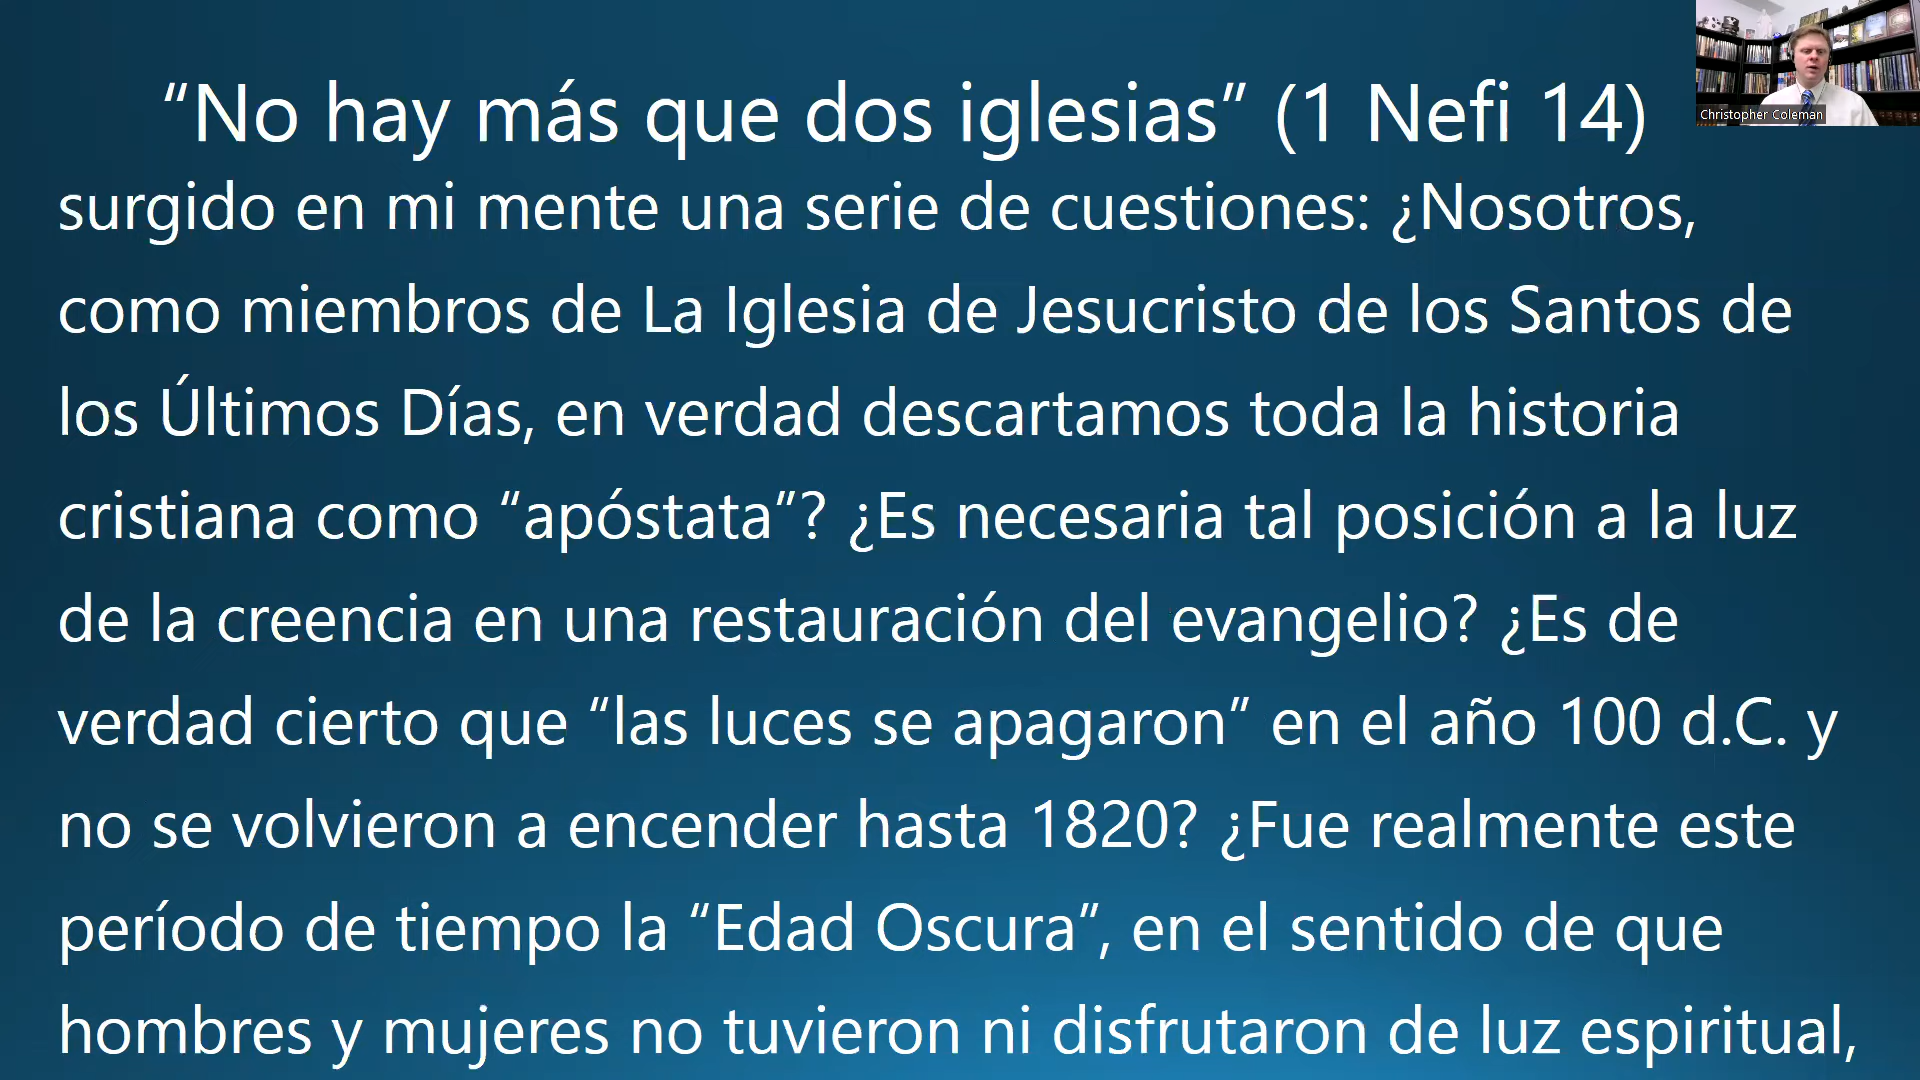 “No hay más que dos iglesias” (1 Nefi 14)
Christopher Coleman
surgido en mi mente una serie de cuestiones: ¿Nosotros,
como miembros de La Iglesia de Jesucristo de los Santos de
los Últimos Días, en verdad descartamos toda la historia
cristiana como “apóstata”? ¿Es necesaria tal posición a la luz
de la creencia en una restauración del evangelio? ¿Es de
verdad cierto que “las luces se apagaron” en el año 100 d.C. y
no se volvieron a encender hasta 1820? ¿Fue realmente este
período de tiempo la “Edad Oscura”, en el sentido de que
hombres y mujeres no tuvieron ni disfrutaron de luz espiritual,